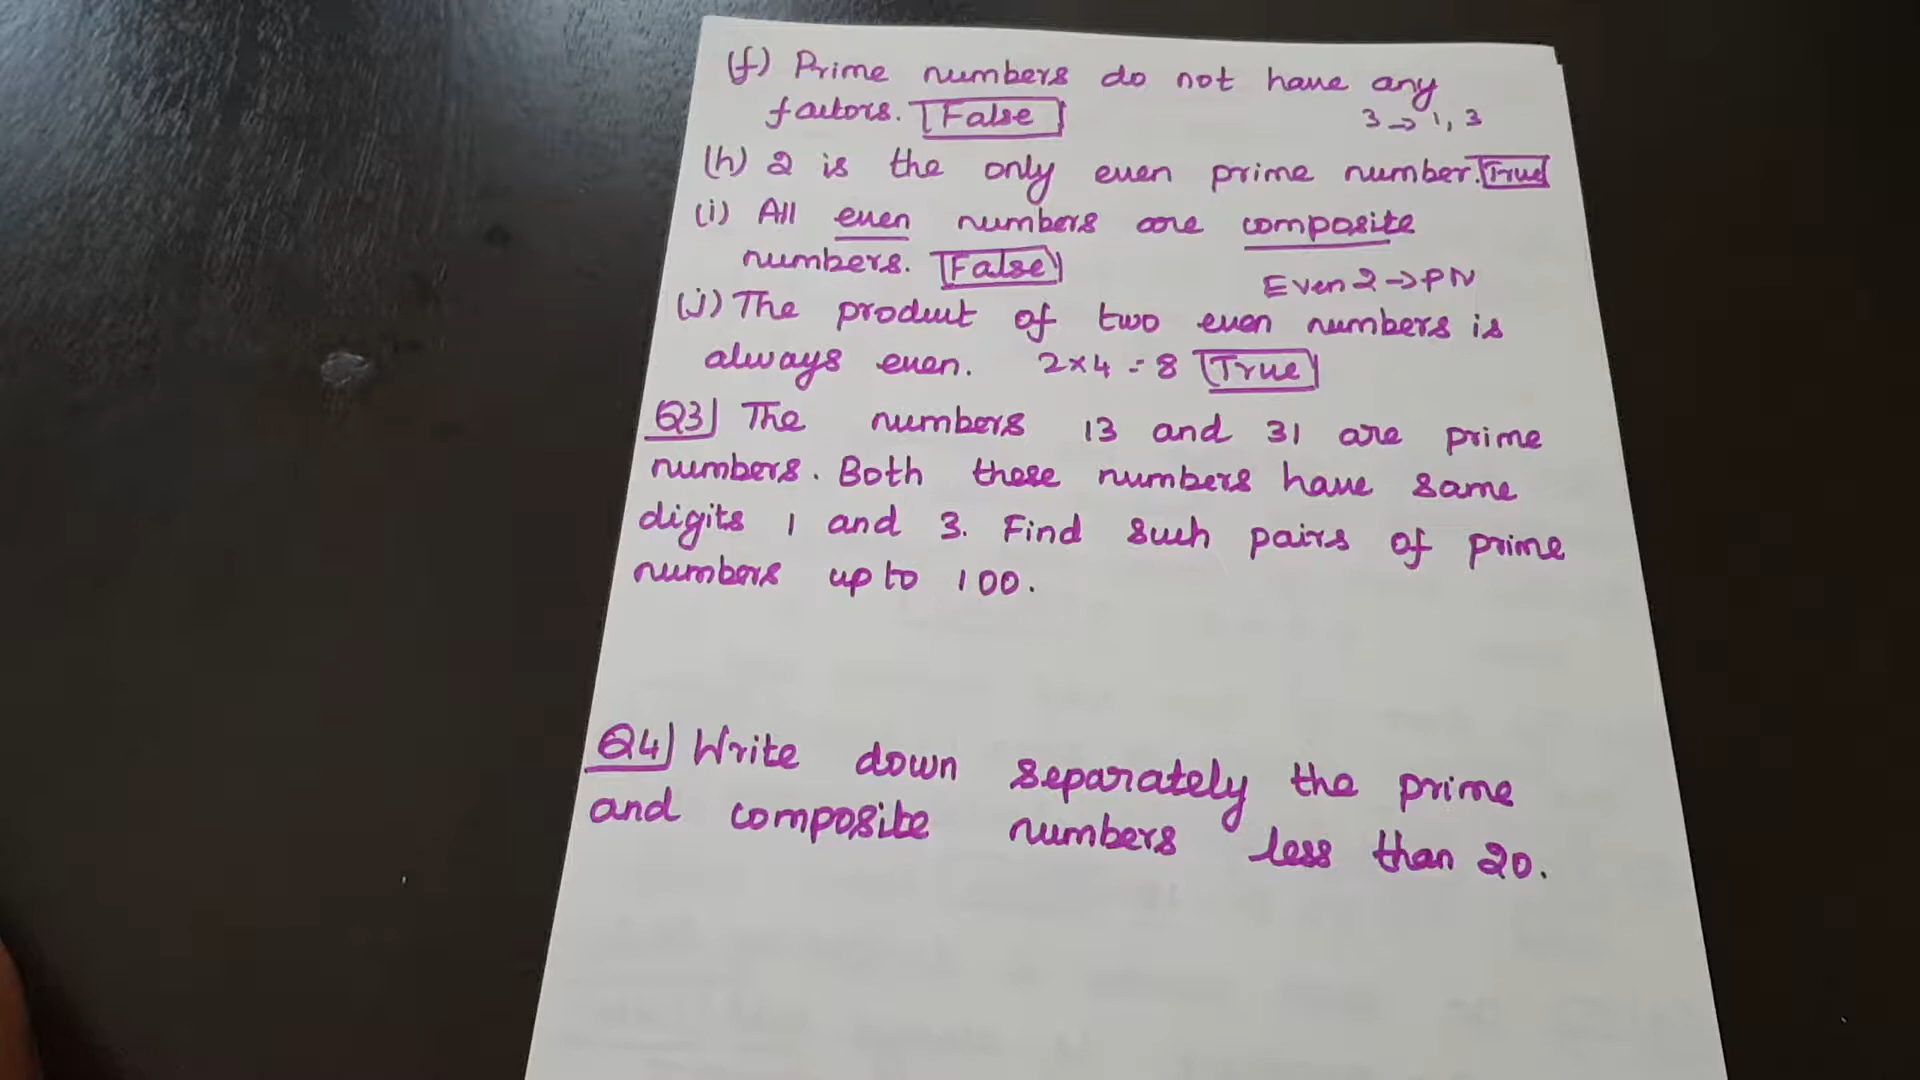 (f) Prime numbers do not have any
factors. False
3 → 1, 3
(h) 2 is the only even prime number. True
(i) All even numbers are composite
numbers. False
Even 2 → PN
(j) The product of two even numbers is
always even. 2×4 = 8 True
Q3 The numbers 13 and 31 are prime
numbers. Both these numbers have same
digits 1 and 3. Find such pairs of prime
numbers upto 100.
Q4 Write down separately the prime
and composite numbers less than 20.